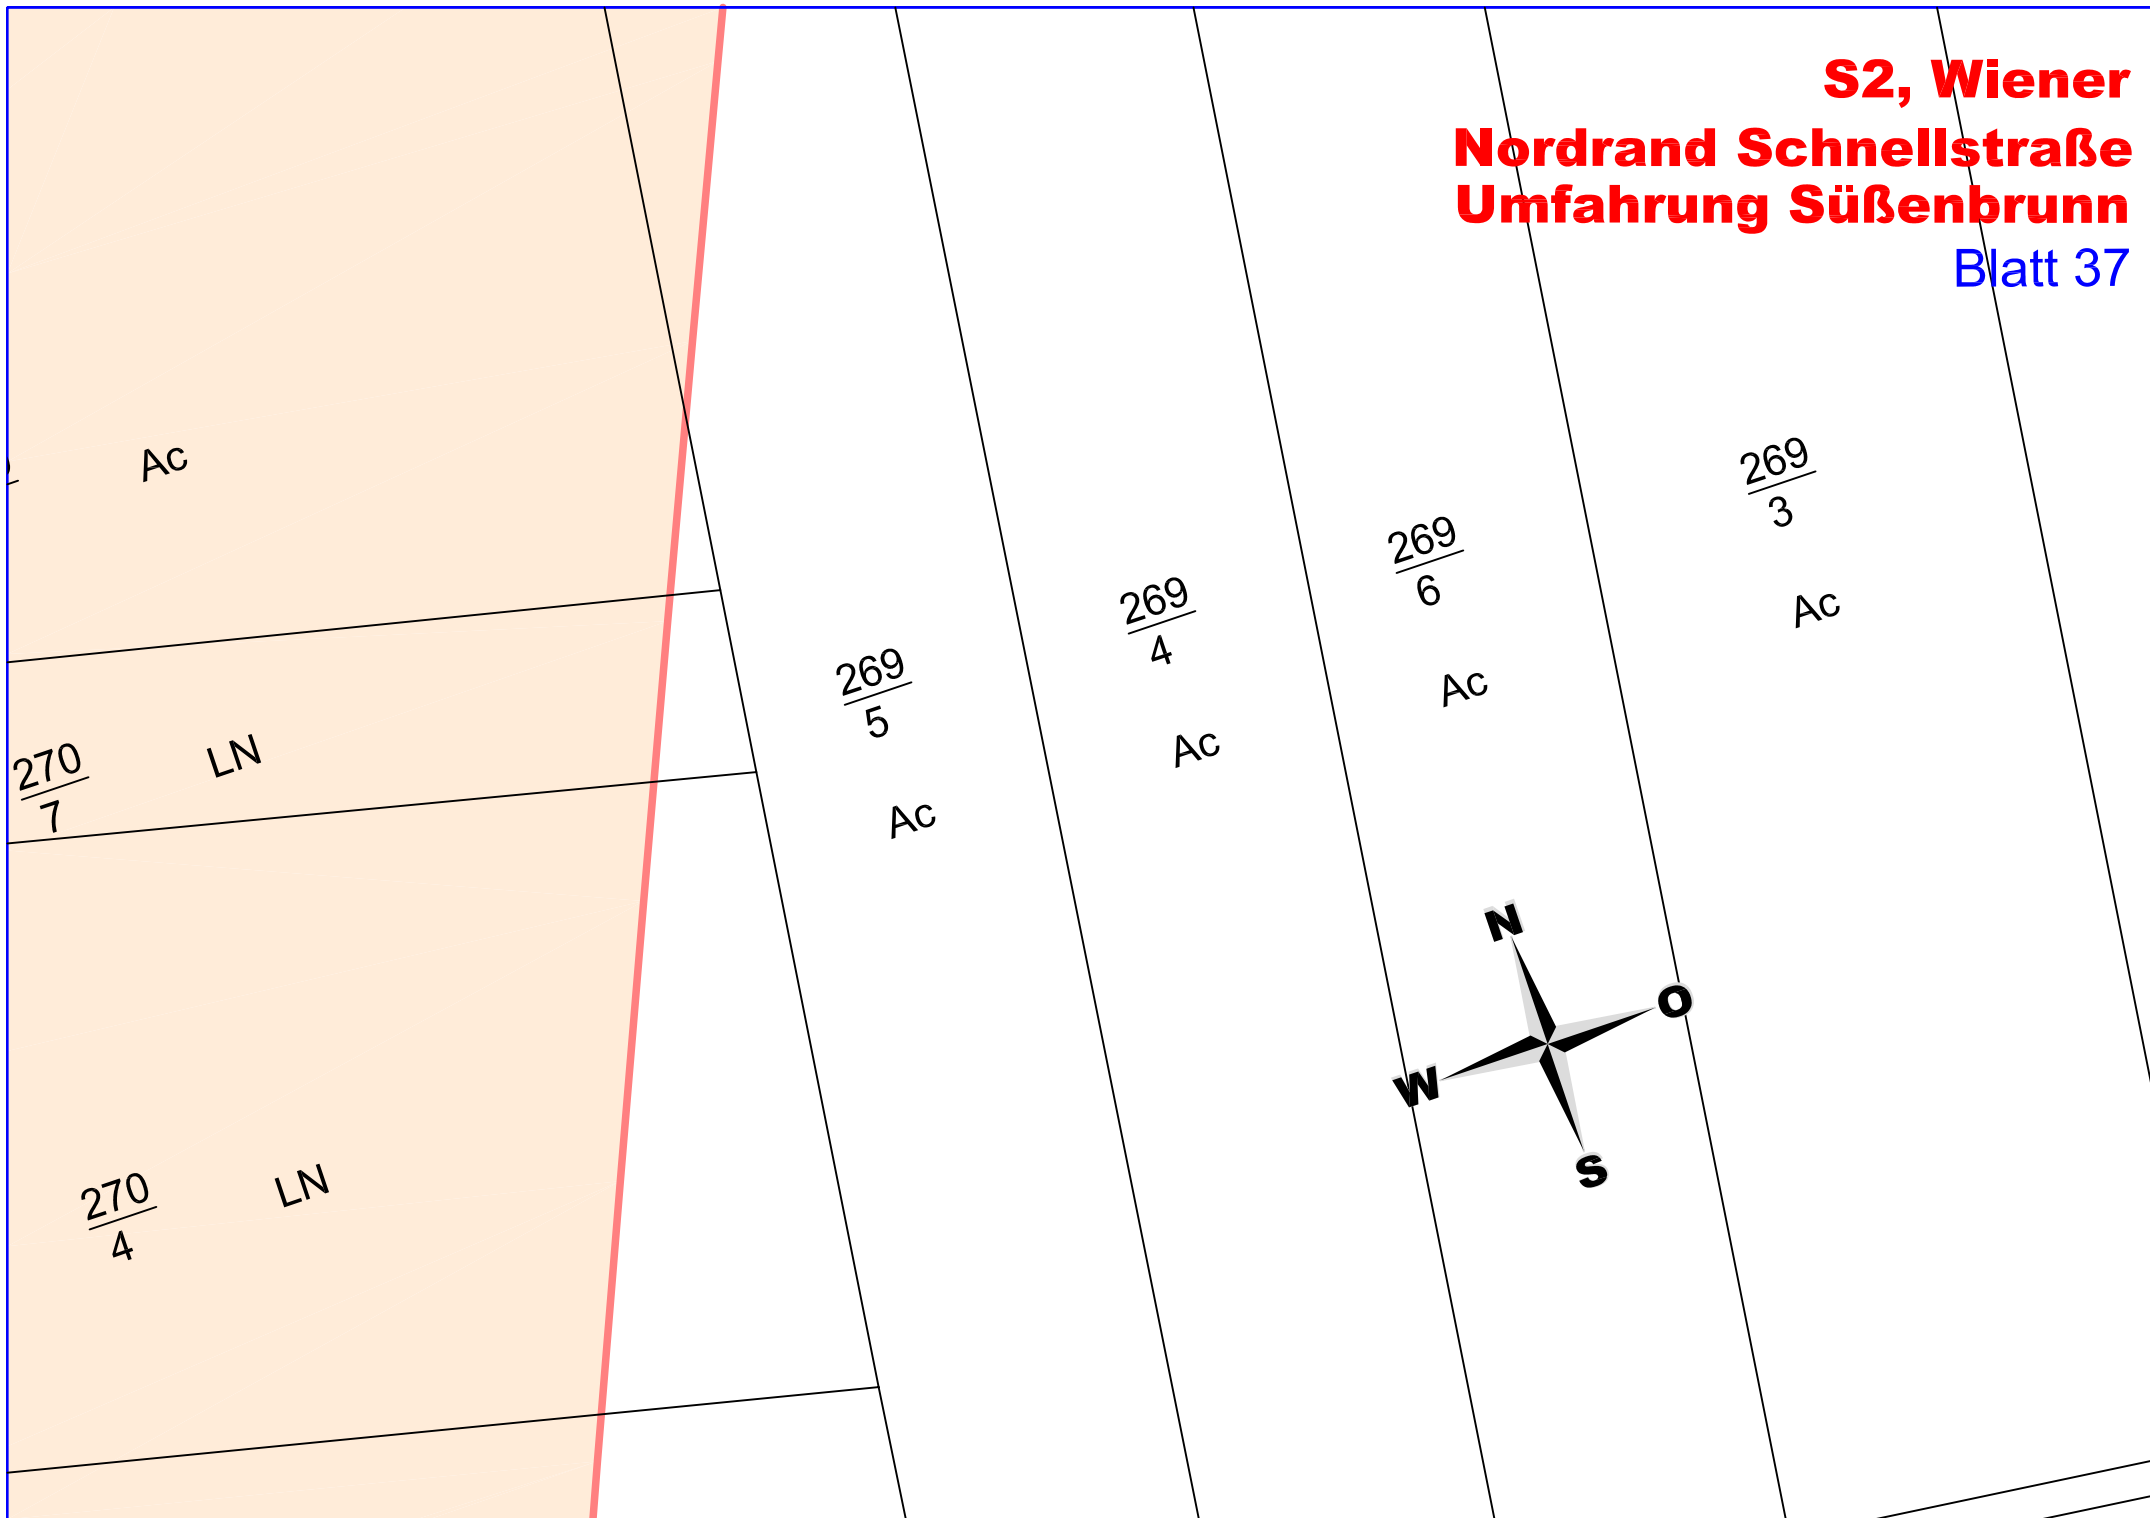 S2, Wiener
Nordrand Schnellstraße
Umfahrung Süßenbrunn
Blatt 37
Ac
269
3
Ac
269
6
Ac
269
4
Ac
269
5
Ac
270
7
LN
N
O
W
S
270
4
LN